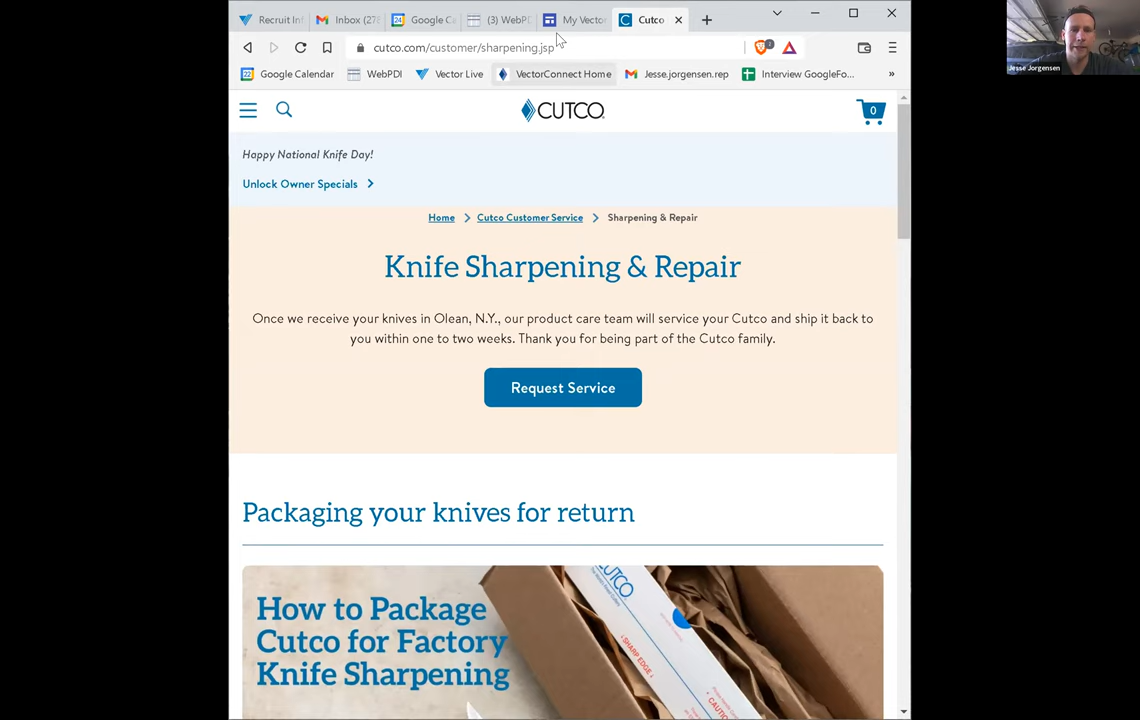 Recruit Inf
Inbox (278
Google Ca
(3) WebPD
My Vector
Cutco
cutco.com/customer/sharpening.jsp
Google Calendar
WebPDI
Vector Live
VectorConnect Home
Jesse.jorgensen.rep
Interview GoogleFo...
»
CUTCO
0
Happy National Knife Day!
Unlock Owner Specials
Home
Cutco Customer Service
Sharpening & Repair
Knife Sharpening & Repair
Once we receive your knives in Olean, N.Y., our product care team will service your Cutco and ship it back to
you within one to two weeks. Thank you for being part of the Cutco family.
Request Service
Packaging your knives for return
How to Package
Cutco for Factory
Knife Sharpening
CUTCO
SHARP EDGE
CAUTIO
Jesse Jorgensen